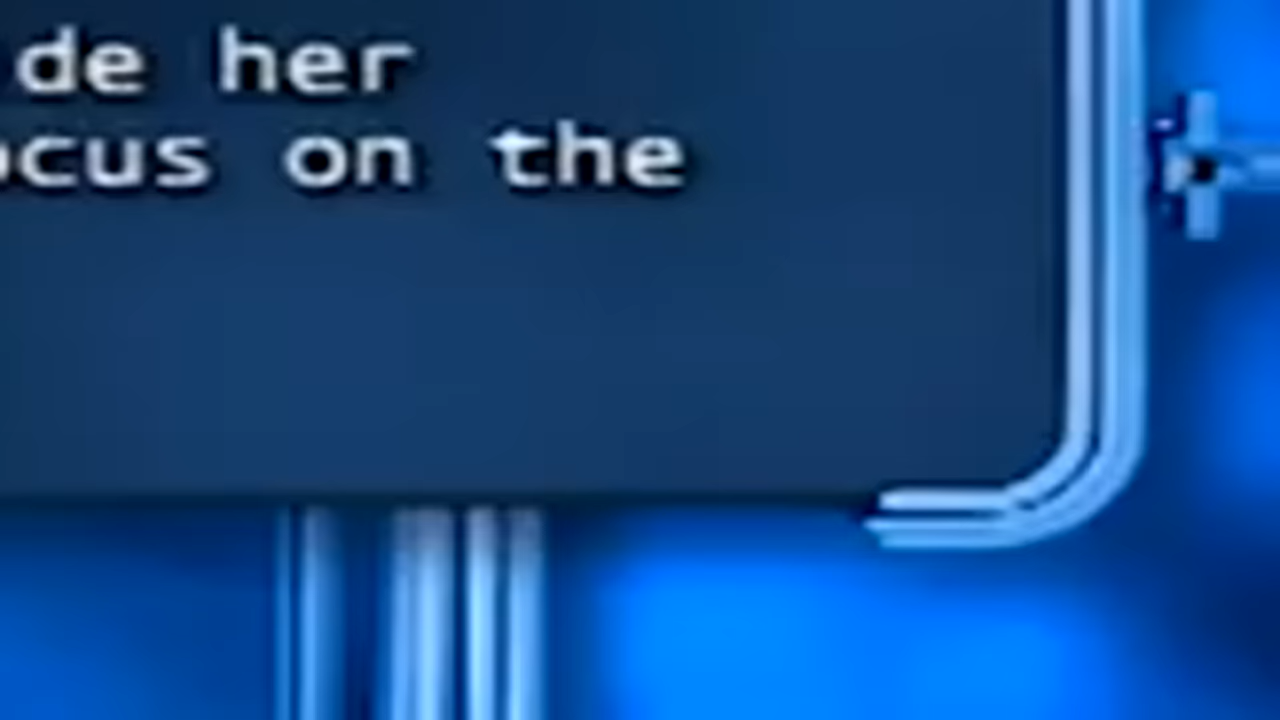 de her
ocus on the